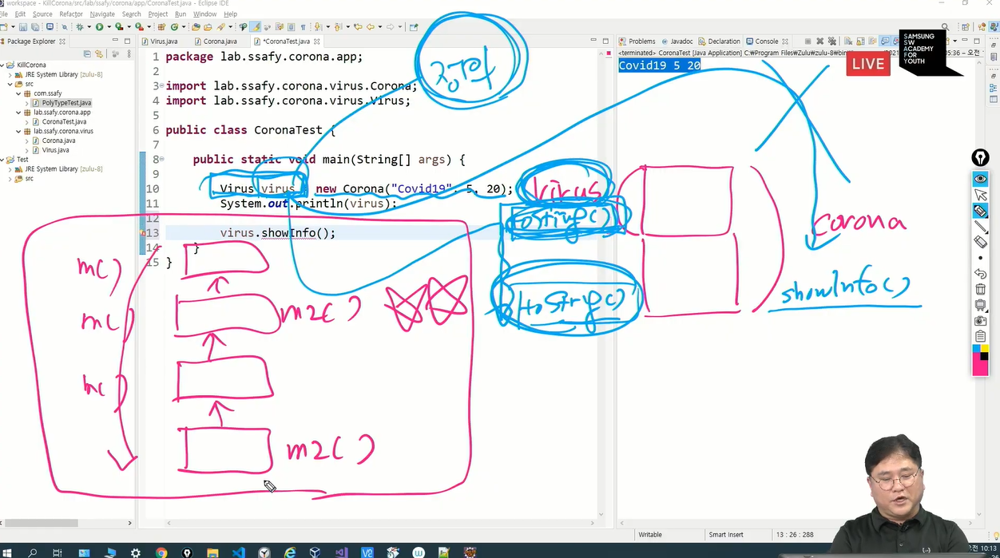 workspace - KillCorona/src/lab/ssafy/corona/app/CoronaTest.java - Eclipse IDE
File Edit Source Refactor Navigate Search Project Run Window Help
Package Explorer
KillCorona
JRE System Library [zulu-8]
src
com.ssafy
PolyTypeTest.java
lab.ssafy.corona.app
CoronaTest.java
lab.ssafy.corona.virus
Corona.java
Virus.java
Test
JRE System Library [zulu-8]
src
Virus.java
Corona.java
*CoronaTest.java
1 package lab.ssafy.corona.app;
2
3 import lab.ssafy.corona.virus.Corona;
4 import lab.ssafy.corona.virus.Virus;
5
6 public class CoronaTest {
7
8 public static void main(String[] args) {
9
10 Virus virus = new Corona("Covid19", 5, 20);
11 System.out.println(virus);
12
13 virus.showInfo();
14 }
15 }
Problems Javadoc Declaration Console
<terminated> CoronaTest [Java Application] C:\Program Files\Zulu\zulu-8\bin
Covid19 5 20
LIVE
SAMSUNG
SW
ACADEMY
FOR
YOUTH
virus
toString()
toString()
corona
showInfo()
m()
m()
m()
m2()
m2()
Writable
Smart Insert
13 : 26 : 288
오전 10:13